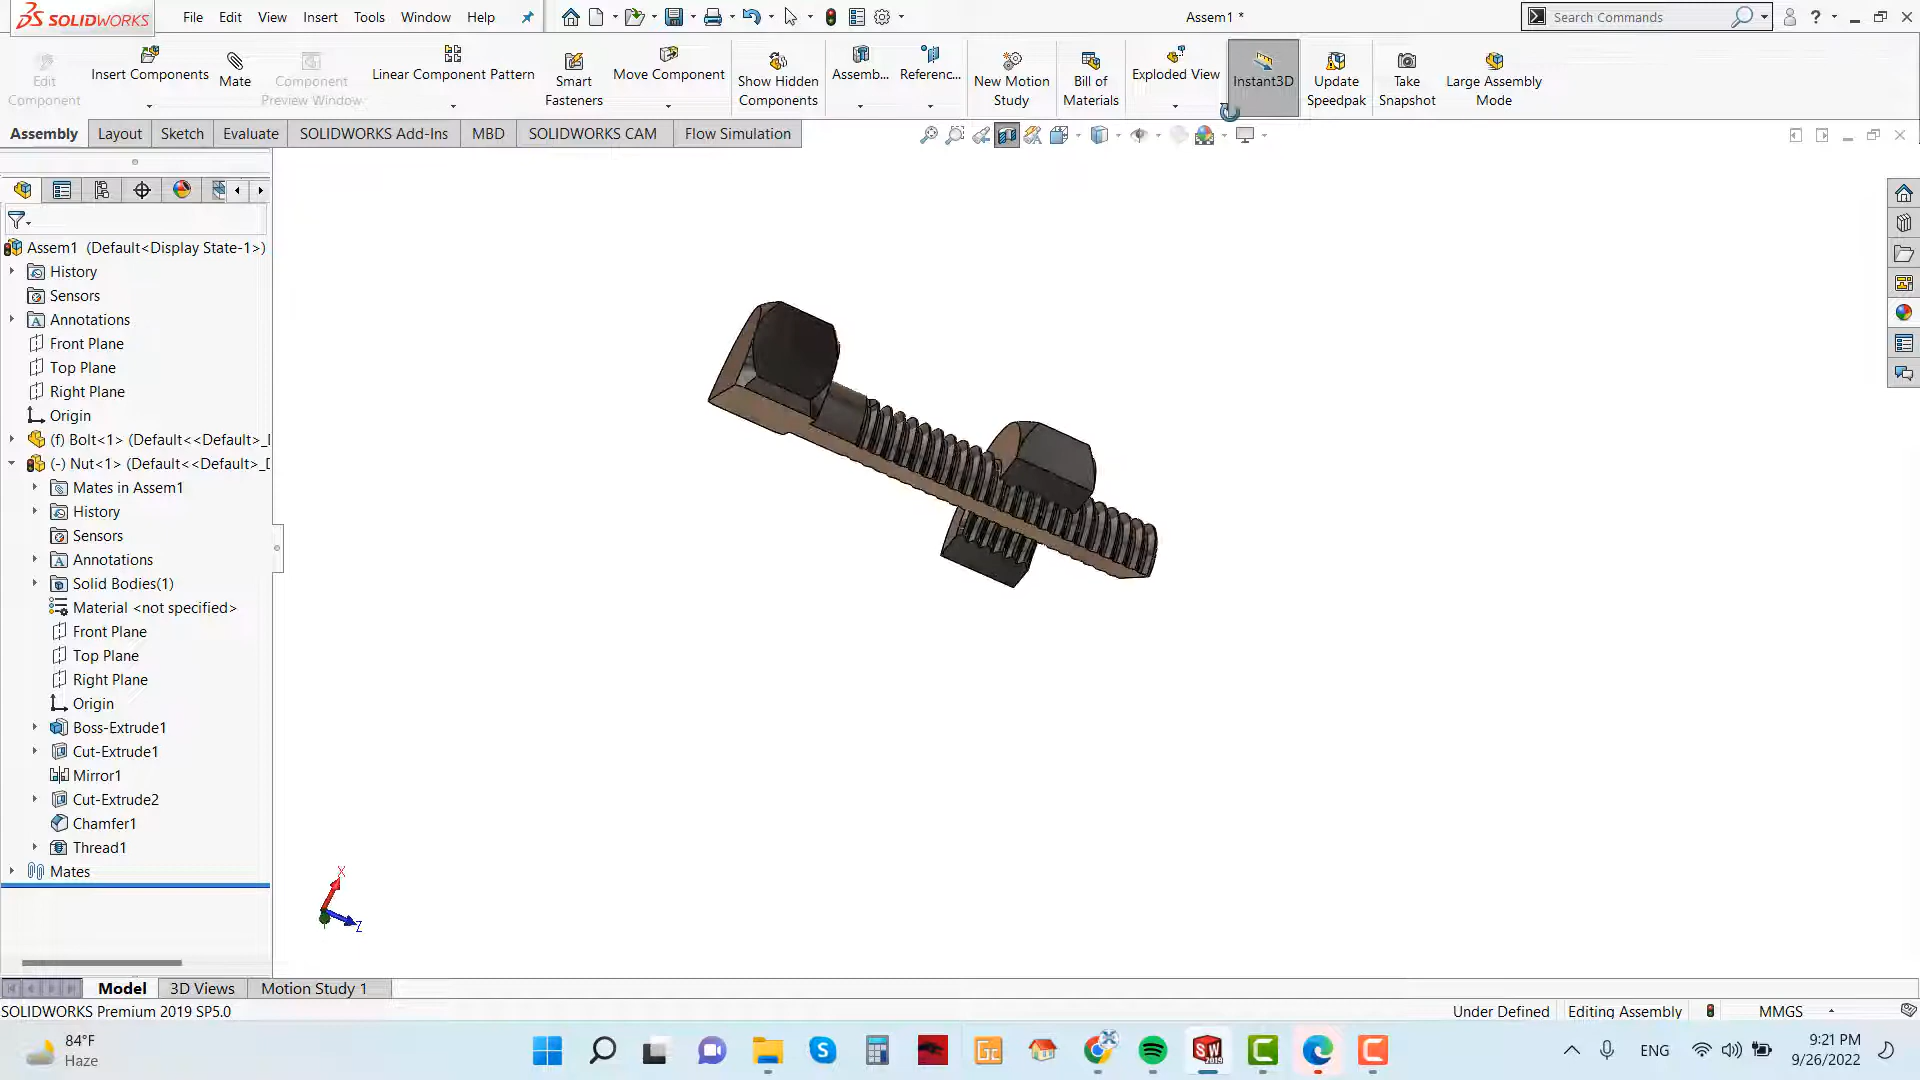 SOLIDWORKS
File Edit View Insert Tools Window Help
Assem1 *
Search Commands
Edit Component
Insert Components
Mate
Component Preview Window
Linear Component Pattern
Smart Fasteners
Move Component
Show Hidden Components
Assemb...
Referenc...
New Motion Study
Bill of Materials
Exploded View
Instant3D
Update Speedpak
Take Snapshot
Large Assembly Mode
Assembly Layout Sketch Evaluate SOLIDWORKS Add-Ins MBD SOLIDWORKS CAM Flow Simulation
Assem1 (Default<Display State-1>)
History
Sensors
Annotations
Front Plane
Top Plane
Right Plane
Origin
(f) Bolt<1> (Default<<Default>_
(-) Nut<1> (Default<<Default>_
Mates in Assem1
History
Sensors
Annotations
Solid Bodies(1)
Material <not specified>
Front Plane
Top Plane
Right Plane
Origin
Boss-Extrude1
Cut-Extrude1
Mirror1
Cut-Extrude2
Chamfer1
Thread1
Mates
X
Z
Model 3D Views Motion Study 1
SOLIDWORKS Premium 2019 SP5.0
Under Defined Editing Assembly MMGS
84°F
Haze
SW
2019
ENG
9:21 PM
9/26/2022